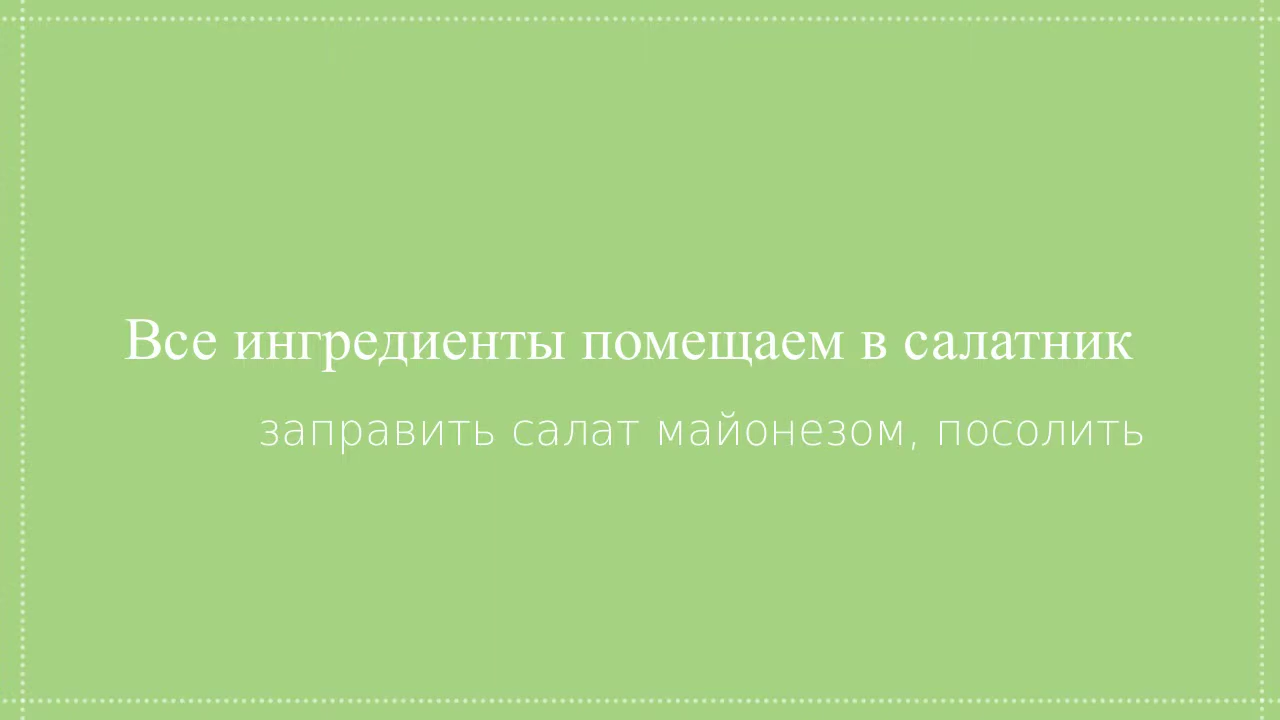 Все ингредиенты помещаем в салатник
заправить салат майонезом, посолить